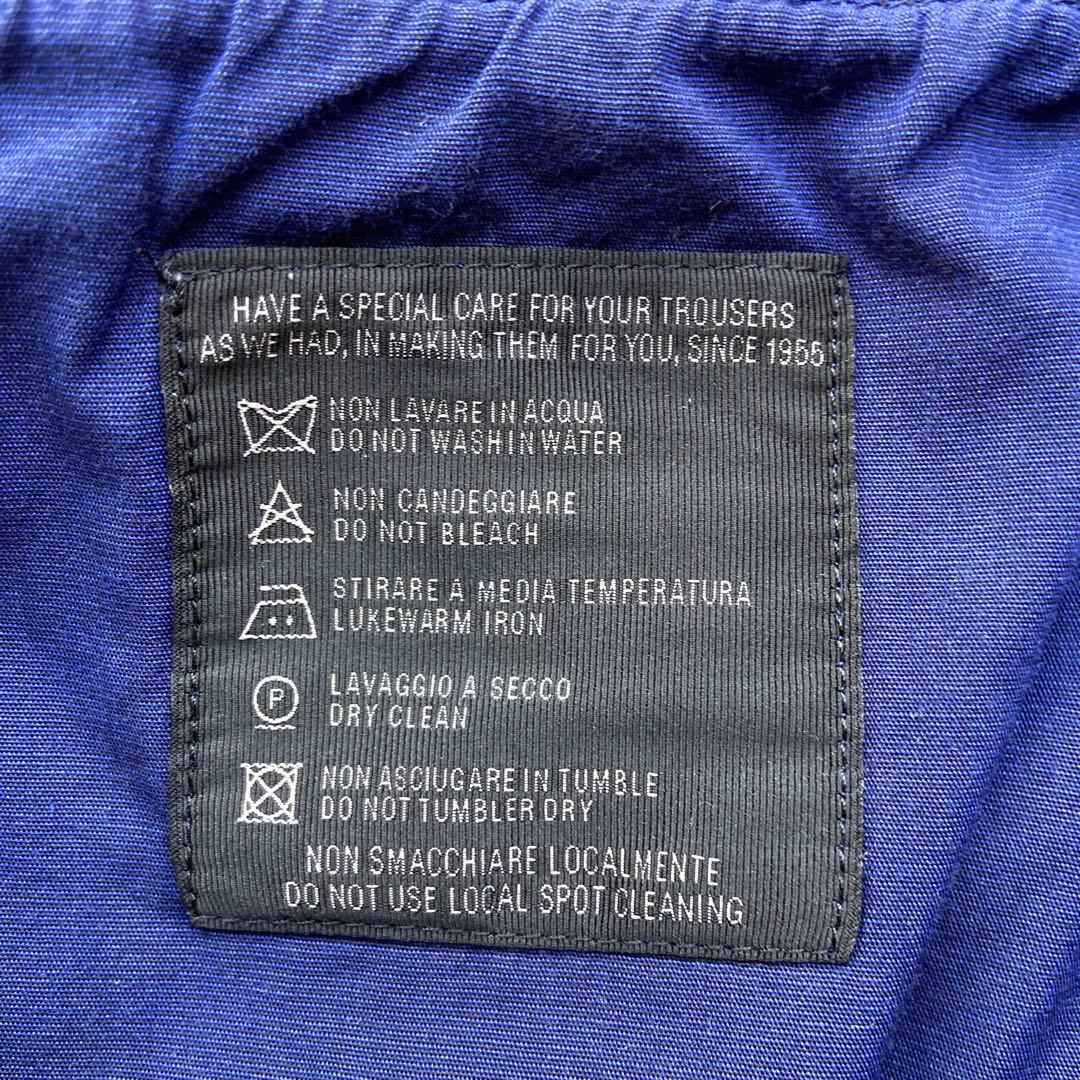 HAVE A SPECIAL CARE FOR YOUR TROUSERS
AS WE HAD, IN MAKING THEM FOR YOU, SINCE 1955
NON LAVARE IN ACQUA
DO NOT WASH IN WATER
NON CANDEGGIARE
DO NOT BLEACH
STIRARE A MEDIA TEMPERATURA
LUKEWARM IRON
P
LAVAGGIO A SECCO
DRY CLEAN
NON ASCIUGARE IN TUMBLE
DO NOT TUMBLER DRY
NON SMACCHIARE LOCALMENTE
DO NOT USE LOCAL SPOT CLEANING